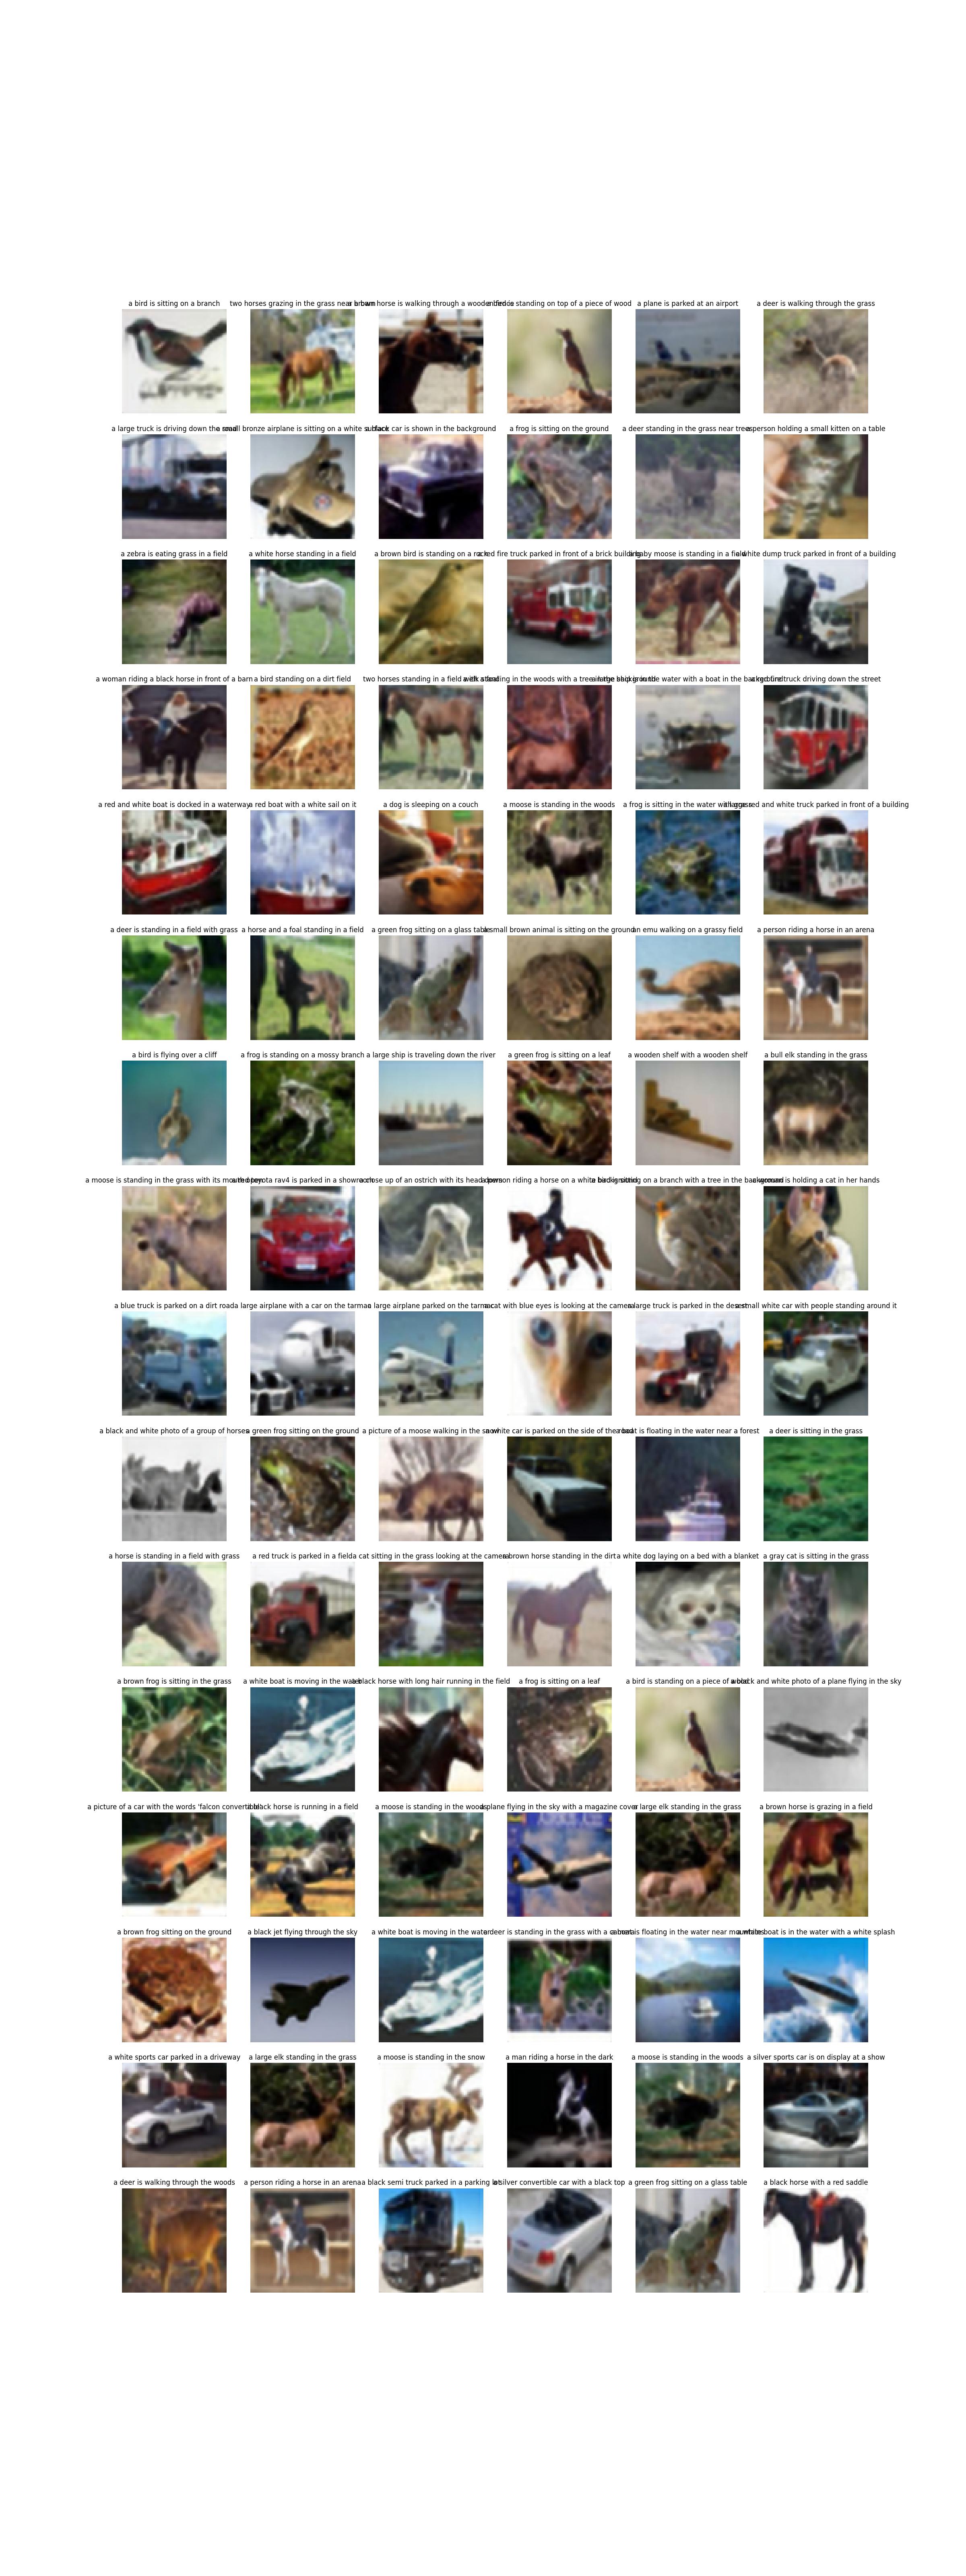 a bird is sitting on a branch
two horses grazing in the grass near a barn
a brown horse is walking through a wooden fence
a bird is standing on top of a piece of wood
a plane is parked at an airport
a deer is walking through the grass
a large truck is driving down the road
a small bronze airplane is sitting on a white surface
a black car is shown in the background
a frog is sitting on the ground
a deer standing in the grass near trees
a person holding a small kitten on a table
a zebra is eating grass in a field
a white horse standing in a field
a brown bird is standing on a rock
a red fire truck parked in front of a brick building
a baby moose is standing in a field
a white dump truck parked in front of a building
a woman riding a black horse in front of a barn
a bird standing on a dirt field
two horses standing in a field with a foal
standing in the woods with a tree in the background
a large ship in the water with a boat in the background
a red fire truck driving down the street
a red and white boat is docked in a waterway
a red boat with a white sail on it
a dog is sleeping on a couch
a moose is standing in the woods
a frog is sitting in the water with grass
a large red and white truck parked in front of a building
a deer is standing in a field with grass
a horse and a foal standing in a field
a green frog sitting on a glass table
a small brown animal is sitting on the ground
an emu walking on a grassy field
a person riding a horse in an arena
a bird is flying over a cliff
a frog is standing on a mossy branch
a large ship is traveling down the river
a green frog is sitting on a leaf
a wooden shelf with a wooden shelf
a bull elk standing in the grass
a moose is standing in the grass with its mouth open
a red toyota rav4 is parked in a showroom
a close up of an ostrich with its head down
a person riding a horse on a white background
a bird is sitting on a branch with a tree in the background
a woman is holding a cat in her hands
a blue truck is parked on a dirt road
a large airplane with a car on the tarmac
a large airplane parked on the tarmac
a cat with blue eyes is looking at the camera
a large truck is parked in the desert
a small white car with people standing around it
a black and white photo of a group of horses
a green frog sitting on the ground
a picture of a moose walking in the snow
a white car is parked on the side of the road
a boat is floating in the water near a forest
a deer is sitting in the grass
a horse is standing in a field with grass
a red truck is parked in a field
a cat sitting in the grass looking at the camera
a brown horse standing in the dirt
a white dog laying on a bed with a blanket
a gray cat is sitting in the grass
a brown frog is sitting in the grass
a white boat is moving in the water
a black horse with long hair running in the field
a frog is sitting on a leaf
a bird is standing on a piece of wood
a black and white photo of a plane flying in the sky
a picture of a car with the words 'falcon convertible'
a black horse is running in a field
a moose is standing in the woods
a plane flying in the sky with a magazine cover
a large elk standing in the grass
a brown horse is grazing in a field
a brown frog sitting on the ground
a black jet flying through the sky
a white boat is moving in the water
a deer is standing in the grass with a camera
a boat is floating in the water near mountains
a white boat is in the water with a white splash
a white sports car parked in a driveway
a large elk standing in the grass
a moose is standing in the snow
a man riding a horse in the dark
a moose is standing in the woods
a silver sports car is on display at a show
a deer is walking through the woods
a person riding a horse in an arena
a black semi truck parked in a parking lot
a silver convertible car with a black top
a green frog sitting on a glass table
a black horse with a red saddle